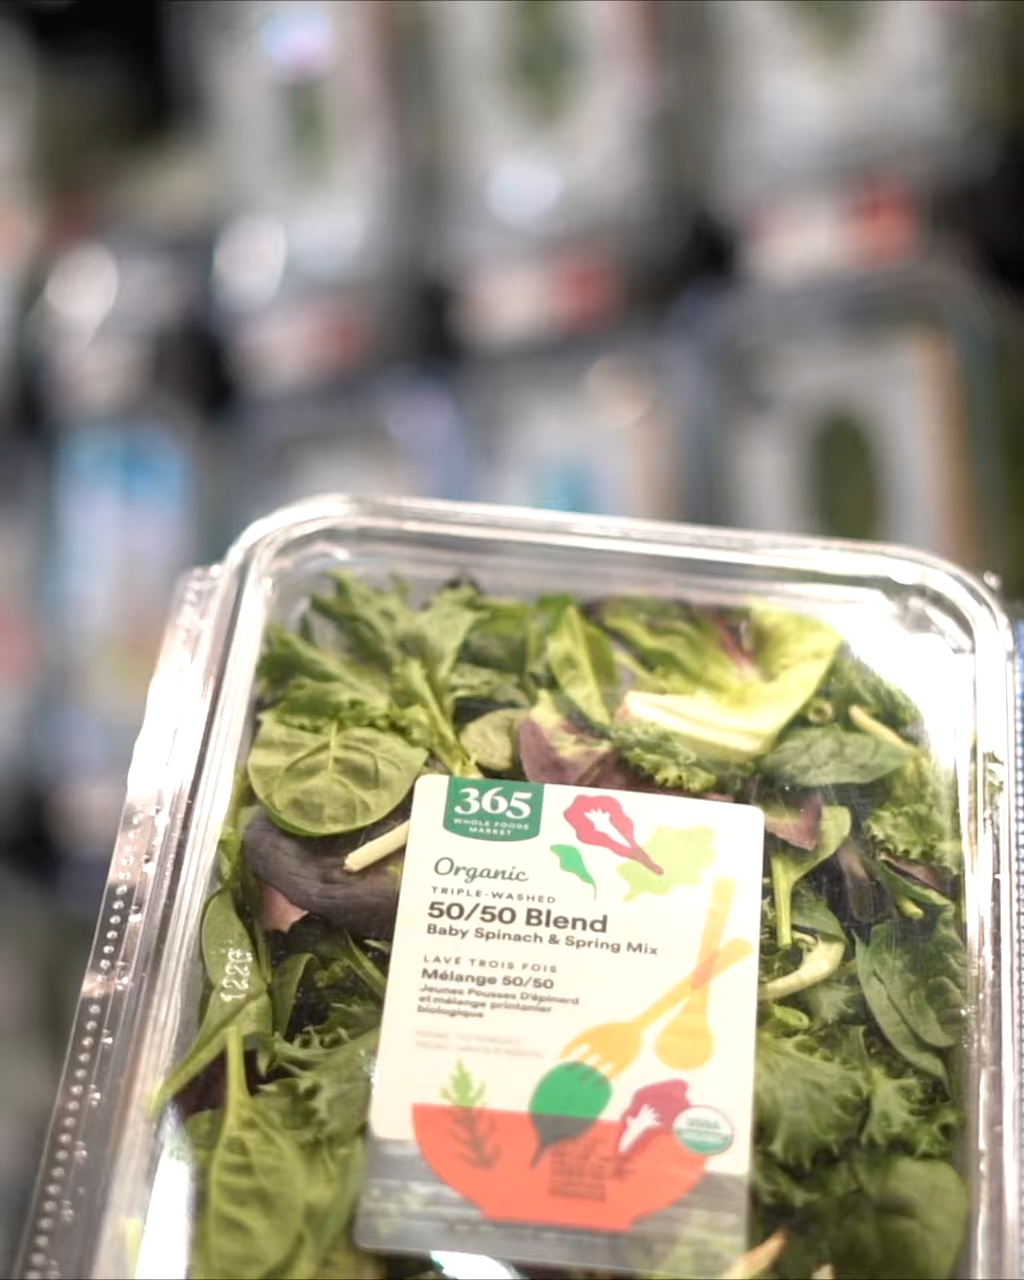 365
WHOLE FOODS
MARKET
Organic
TRIPLE-WASHED
50/50 Blend
Baby Spinach & Spring Mix
LAVÉ TROIS FOIS
Mélange 50/50
Jeunes Pousses D'épinard
et mélange printanier
biologique